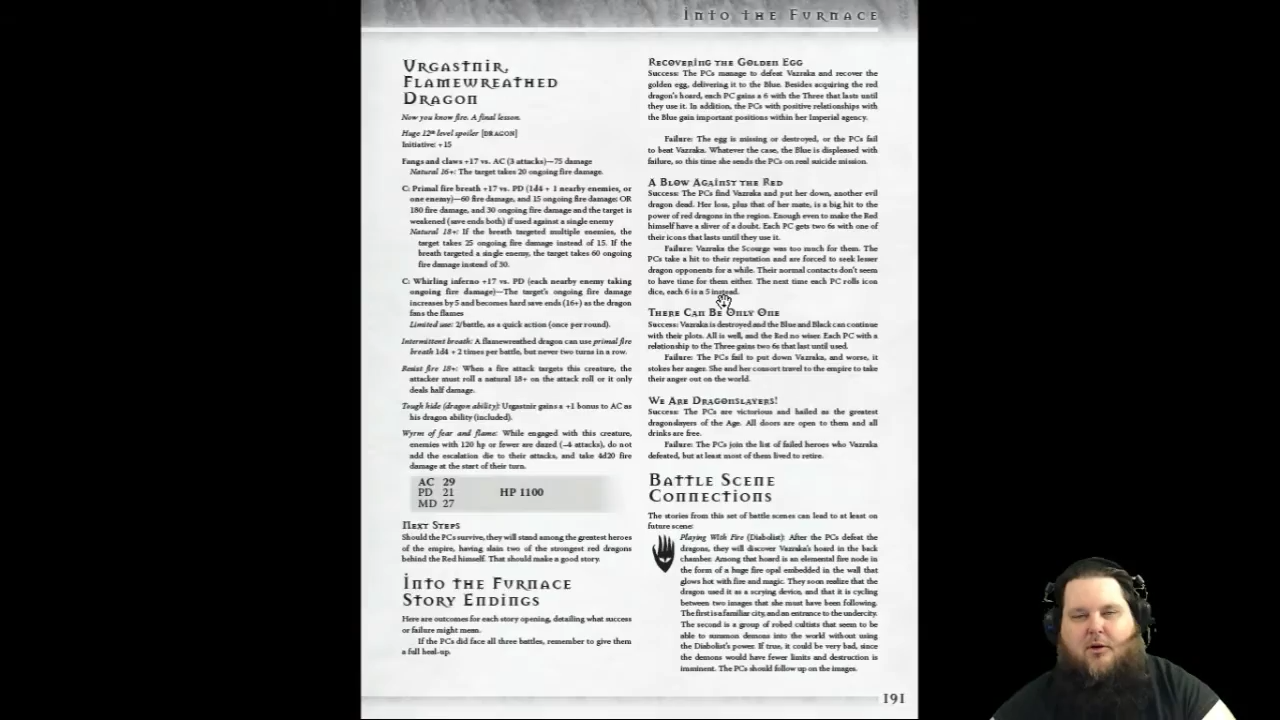 Into the Furnace
Urgastnir,
Flamewreathed
Dragon
Now you know fire. A final lesson.
Huge 12th level spoiler [DRAGON]
Initiative: +15
Fangs and claws +17 vs. AC (3 attacks)—75 damage
Natural 16+: The target takes 20 ongoing fire damage.
C: Primal fire breath +17 vs. PD (1d4 + 1 nearby enemies, or
one enemy)—60 fire damage, and 15 ongoing fire damage; OR
180 fire damage, and 30 ongoing fire damage and the target is
weakened (save ends both) if used against a single enemy
Natural 18+: If the breath targeted multiple enemies, the
target takes 25 ongoing fire damage instead of 15. If the
breath targeted a single enemy, the target takes 60 ongoing
fire damage instead of 30.
C: Whirling inferno +17 vs. PD (each nearby enemy taking
ongoing fire damage)—The target's ongoing fire damage
increases by 5 and becomes hard save ends (16+) as the dragon
fans the flames
Limited use: 2/battle, as a quick action (once per round).
Intermittent breath: A flamewreathed dragon can use primal fire
breath 1d4 + 2 times per battle, but never two turns in a row.
Resist fire 18+: When a fire attack targets this creature, the
attacker must roll a natural 18+ on the attack roll or it only
deals half damage.
Tough hide (dragon ability): Urgastnir gains a +1 bonus to AC as
his dragon ability (included).
Wyrm of fear and flame: While engaged with this creature,
enemies with 120 hp or fewer are dazed (–4 attacks), do not
add the escalation die to their attacks, and take 4d20 fire
damage at the start of their turn.
AC 29
PD 21 HP 1100
MD 27
Next Steps
Should the PCs survive, they will stand among the greatest heroes
of the empire, having slain two of the strongest red dragons
behind the Red himself. That should make a good story.
Into the Furnace
Story Endings
Here are outcomes for each story opening, detailing what success
or failure might mean.
If the PCs did face all three battles, remember to give them
a full heal-up.
Recovering the Golden Egg
Success: The PCs manage to defeat Vazraka and recover the
golden egg, delivering it to the Blue. Besides acquiring the red
dragon's hoard, each PC gains a 6 with the Three that lasts until
they use it. In addition, the PCs with positive relationships with
the Blue gain important positions within her Imperial agency.
Failure: The egg is missing or destroyed, or the PCs fail
to beat Vazraka. Whatever the case, the Blue is displeased with
failure, so this time she sends the PCs on real suicide mission.
A Blow Against the Red
Success: The PCs find Vazraka and put her down, another evil
dragon dead. Her loss, plus that of her mate, is a big hit to the
power of red dragons in the region. Enough even to make the Red
himself have a sliver of a doubt. Each PC gets two 6s with one of
their icons that lasts until they use it.
Failure: Vazraka the Scourge was too much for them. The
PCs take a hit to their reputation and are forced to seek lesser
dragon opponents for a while. Their normal contacts don't seem
to have time for them either. The next time each PC rolls icon
dice, each 6 is a 5 instead.
There Can Be Only One
Success: Vazraka is destroyed and the Blue and Black can continue
with their plots. All is well, and the Red no wiser. Each PC with a
relationship to the Three gains two 6s that last until used.
Failure: The PCs fail to put down Vazraka, and worse, it
stokes her anger. She and her consort travel to the empire to take
their anger out on the world.
We Are Dragonslayers!
Success: The PCs are victorious and hailed as the greatest
dragonslayers of the Age. All doors are open to them and all
drinks are free.
Failure: The PCs join the list of failed heroes who Vazraka
defeated, but at least most of them lived to retire.
Battle Scene
Connections
The stories from this set of battle scenes can lead to at least on
future scene:
Playing With Fire (Diabolist): After the PCs defeat the
dragons, they will discover Vazraka's hoard in the back
chamber. Among that hoard is an elemental fire node in
the form of a huge fire opal embedded in the wall that
glows hot with fire and magic. They soon realize that the
dragon used it as a scrying device, and that it is cycling
between two images that she must have been following.
The first is a familiar city, and an entrance to the undercity.
The second is a group of robed cultists that seem to be
able to summon demons into the world without using
the Diabolist's power. If true, it could be very bad, since
the demons would have fewer limits and destruction is
imminent. The PCs should follow up on the images.
191